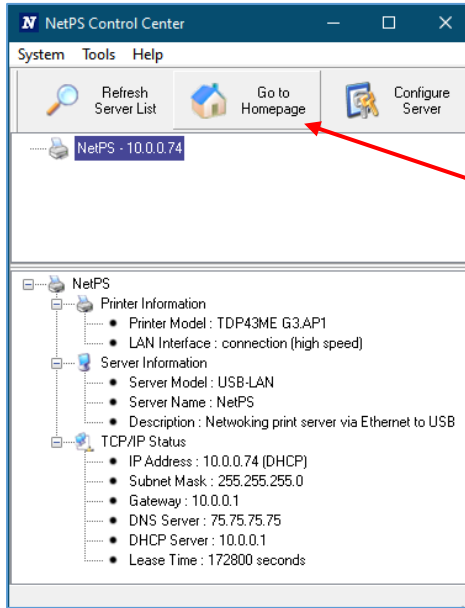 N NetPS Control Center
System Tools Help
Refresh
Server List
Go to
Homepage
Configure
Server
NetPS - 10.0.0.74
NetPS
Printer Information
Printer Model : TDP43ME G3.AP1
LAN Interface : connection (high speed)
Server Information
Server Model : USB-LAN
Server Name : NetPS
Description : Netwoking print server via Ethernet to USB
TCP/IP Status
IP Address : 10.0.0.74 (DHCP)
Subnet Mask : 255.255.255.0
Gateway : 10.0.0.1
DNS Server : 75.75.75.75
DHCP Server : 10.0.0.1
Lease Time : 172800 seconds